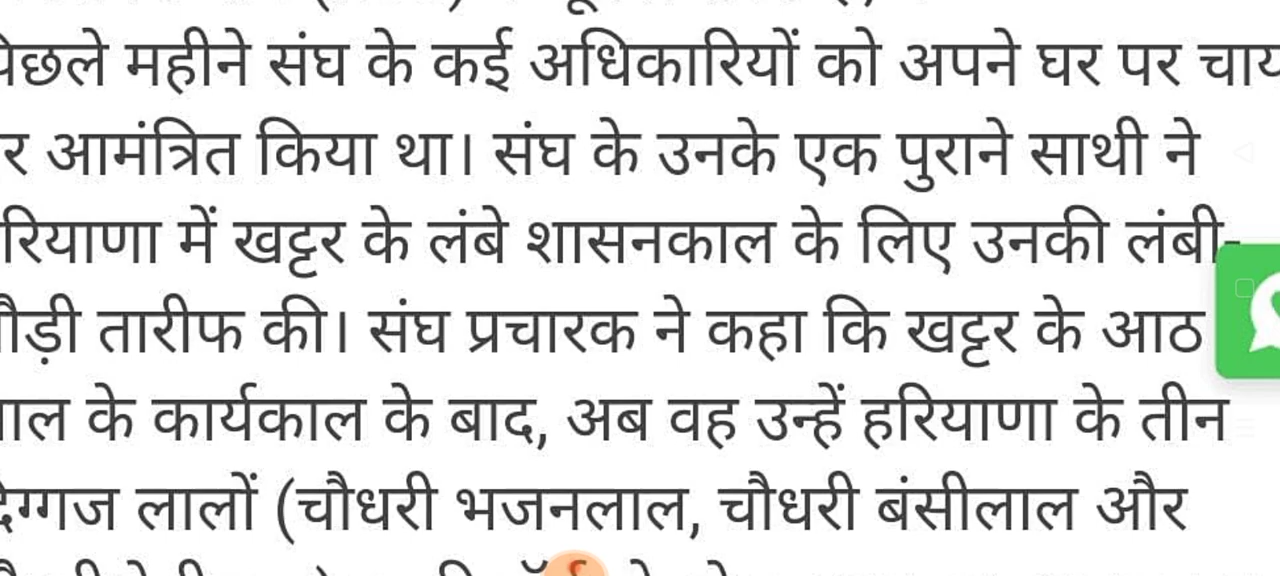 पिछले महीने संघ के कई अधिकारियों को अपने घर पर चाय
र आमंत्रित किया था। संघ के उनके एक पुराने साथी ने
रियाणा में खट्टर के लंबे शासनकाल के लिए उनकी लंबी-
ौड़ी तारीफ की। संघ प्रचारक ने कहा कि खट्टर के आठ
ाल के कार्यकाल के बाद, अब वह उन्हें हरियाणा के तीन
दिग्गज लालों (चौधरी भजनलाल, चौधरी बंसीलाल और